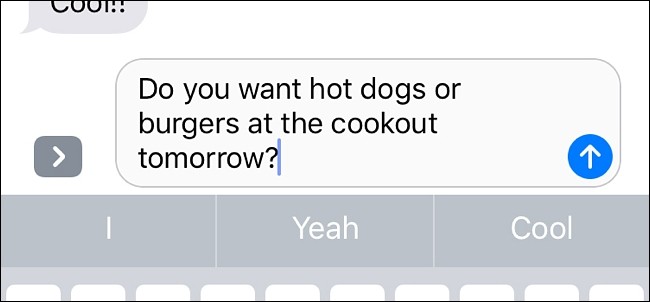 Cool!!
Do you want hot dogs or
burgers at the cookout
tomorrow?
I
Yeah
Cool